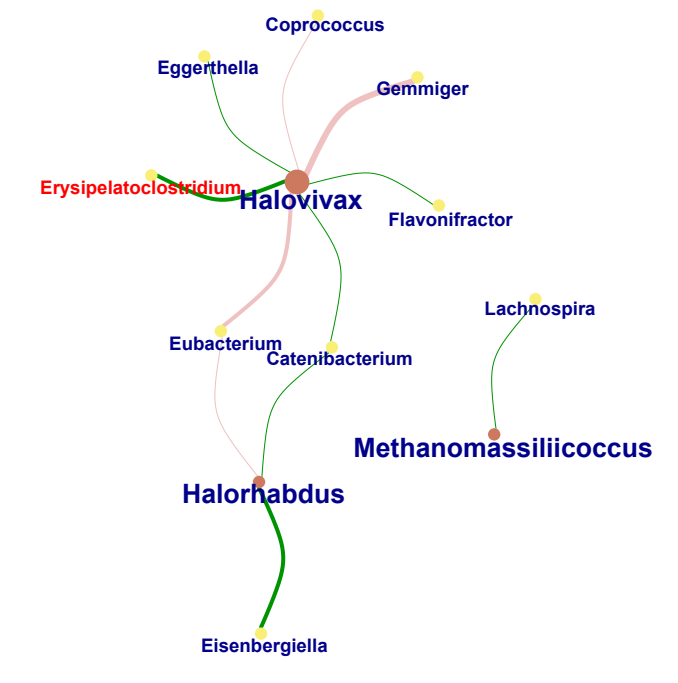 Coprococcus
Eggerthella
Gemmiger
Erysipelatoclostridium
Halovivax
Flavonifractor
Lachnospira
Eubacterium
Catenibacterium
Methanomassiliicoccus
Halorhabdus
Eisenbergiella